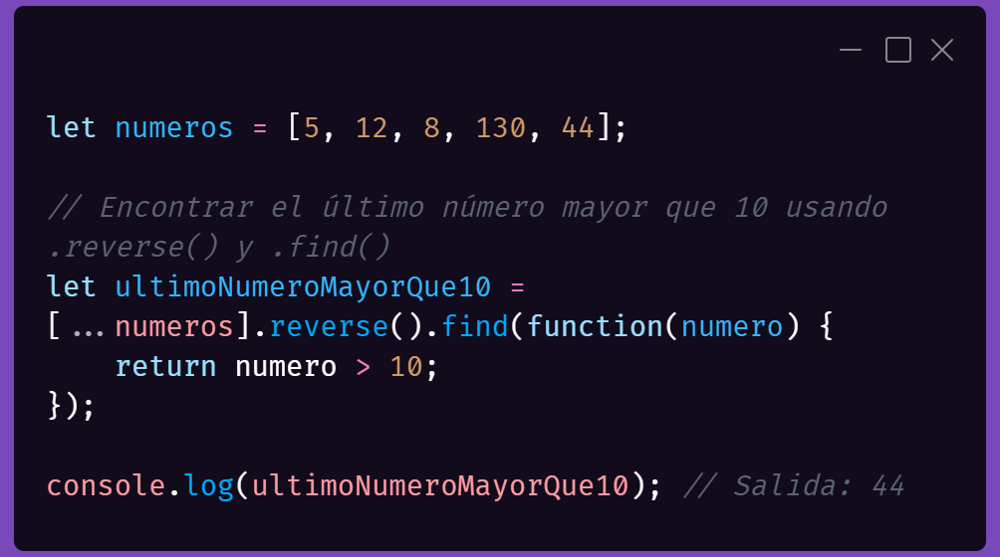 let numeros = [5, 12, 8, 130, 44];
// Encontrar el último número mayor que 10 usando
.reverse() y .find()
let ultimoNumeroMayorQue10 =
[...numeros].reverse().find(function(numero) {
    return numero > 10;
});
console.log(ultimoNumeroMayorQue10); // Salida: 44